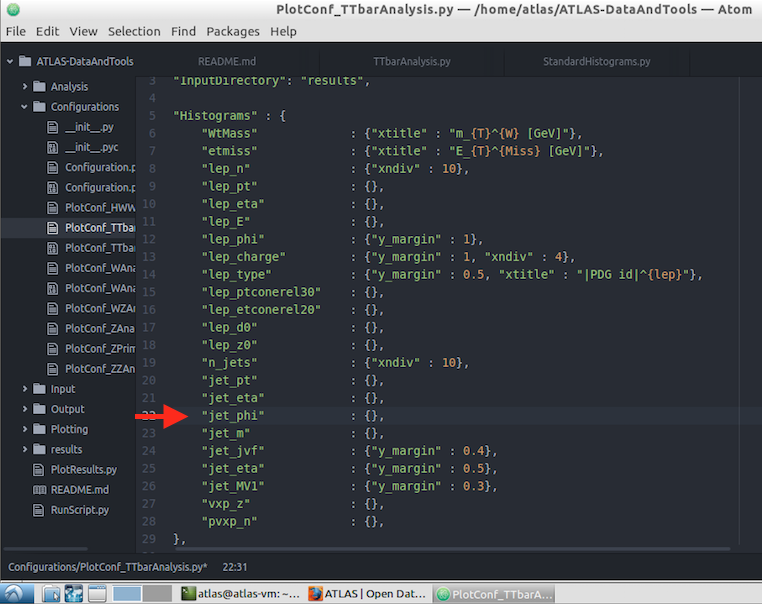 PlotConf_TTbarAnalysis.py — /home/atlas/ATLAS-DataAndTools — Atom
File Edit View Selection Find Packages Help
ATLAS-DataAndTools
Analysis
Configurations
__init__.py
__init__.pyc
Configuration.p
Configuration.p
PlotConf_HWW
PlotConf_TTbar
PlotConf_TTbar
PlotConf_WAna
PlotConf_WAna
PlotConf_WZAn
PlotConf_ZAna
PlotConf_ZPrim
PlotConf_ZZAn
Input
Output
Plotting
results
PlotResults.py
README.md
RunScript.py
README.md TTbarAnalysis.py StandardHistograms.py
3 "InputDirectory": "results",
4
5 "Histograms" : {
6 "WtMass" : {"xtitle" : "m_{T}^{W} [GeV]"},
7 "etmiss" : {"xtitle" : "E_{T}^{Miss} [GeV]"},
8 "lep_n" : {"xndiv" : 10},
9 "lep_pt" : {},
10 "lep_eta" : {},
11 "lep_E" : {},
12 "lep_phi" : {"y_margin" : 1},
13 "lep_charge" : {"y_margin" : 1, "xndiv" : 4},
14 "lep_type" : {"y_margin" : 0.5, "xtitle" : "|PDG id|^{lep}"},
15 "lep_ptconerel30" : {},
16 "lep_etconerel20" : {},
17 "lep_d0" : {},
18 "lep_z0" : {},
19 "n_jets" : {"xndiv" : 10},
20 "jet_pt" : {},
21 "jet_eta" : {},
22 "jet_phi" : {},
23 "jet_m" : {},
24 "jet_jvf" : {"y_margin" : 0.4},
25 "jet_eta" : {"y_margin" : 0.5},
26 "jet_MV1" : {"y_margin" : 0.3},
27 "vxp_z" : {},
28 "pvxp_n" : {},
29 },
Configurations/PlotConf_TTbarAnalysis.py* 22:31
atlas@atlas-vm: ~... ATLAS | Open Dat... PlotConf_TTbarA...